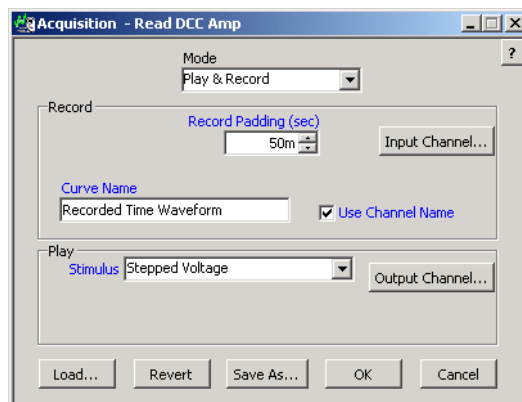 Acquisition - Read DCC Amp
?
Mode
Play & Record
Record
Record Padding (sec)
50m
Input Channel...
Curve Name
Recorded Time Waveform
Use Channel Name
Play
Stimulus Stepped Voltage
Output Channel...
Load... Revert Save As... OK Cancel